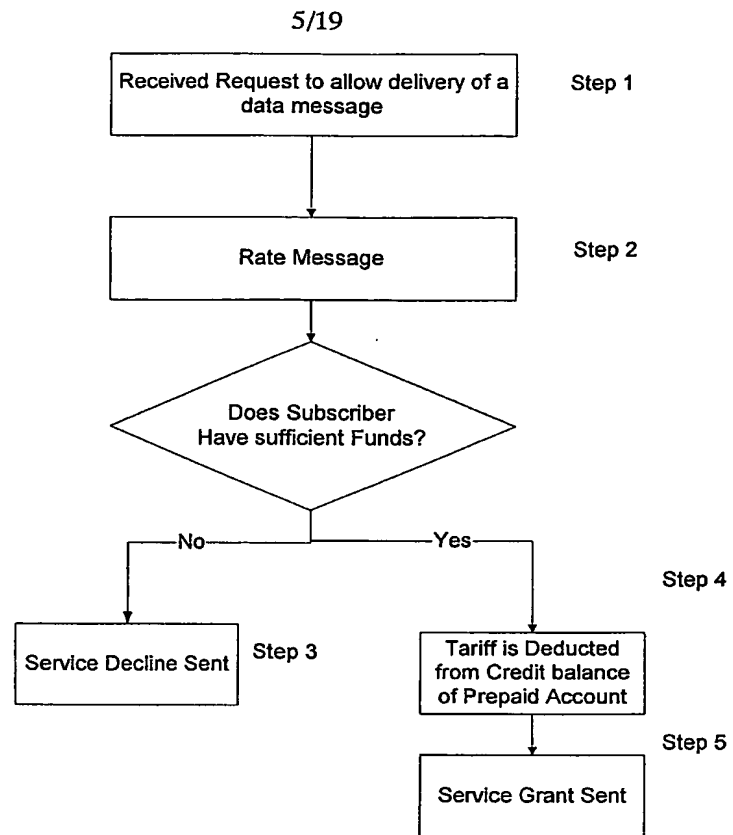 5/19
Received Request to allow delivery of a
data message
Step 1
Rate Message
Step 2
Does Subscriber
Have sufficient Funds?
No
Yes
Step 4
Service Decline Sent
Step 3
Tariff is Deducted
from Credit balance
of Prepaid Account
Step 5
Service Grant Sent